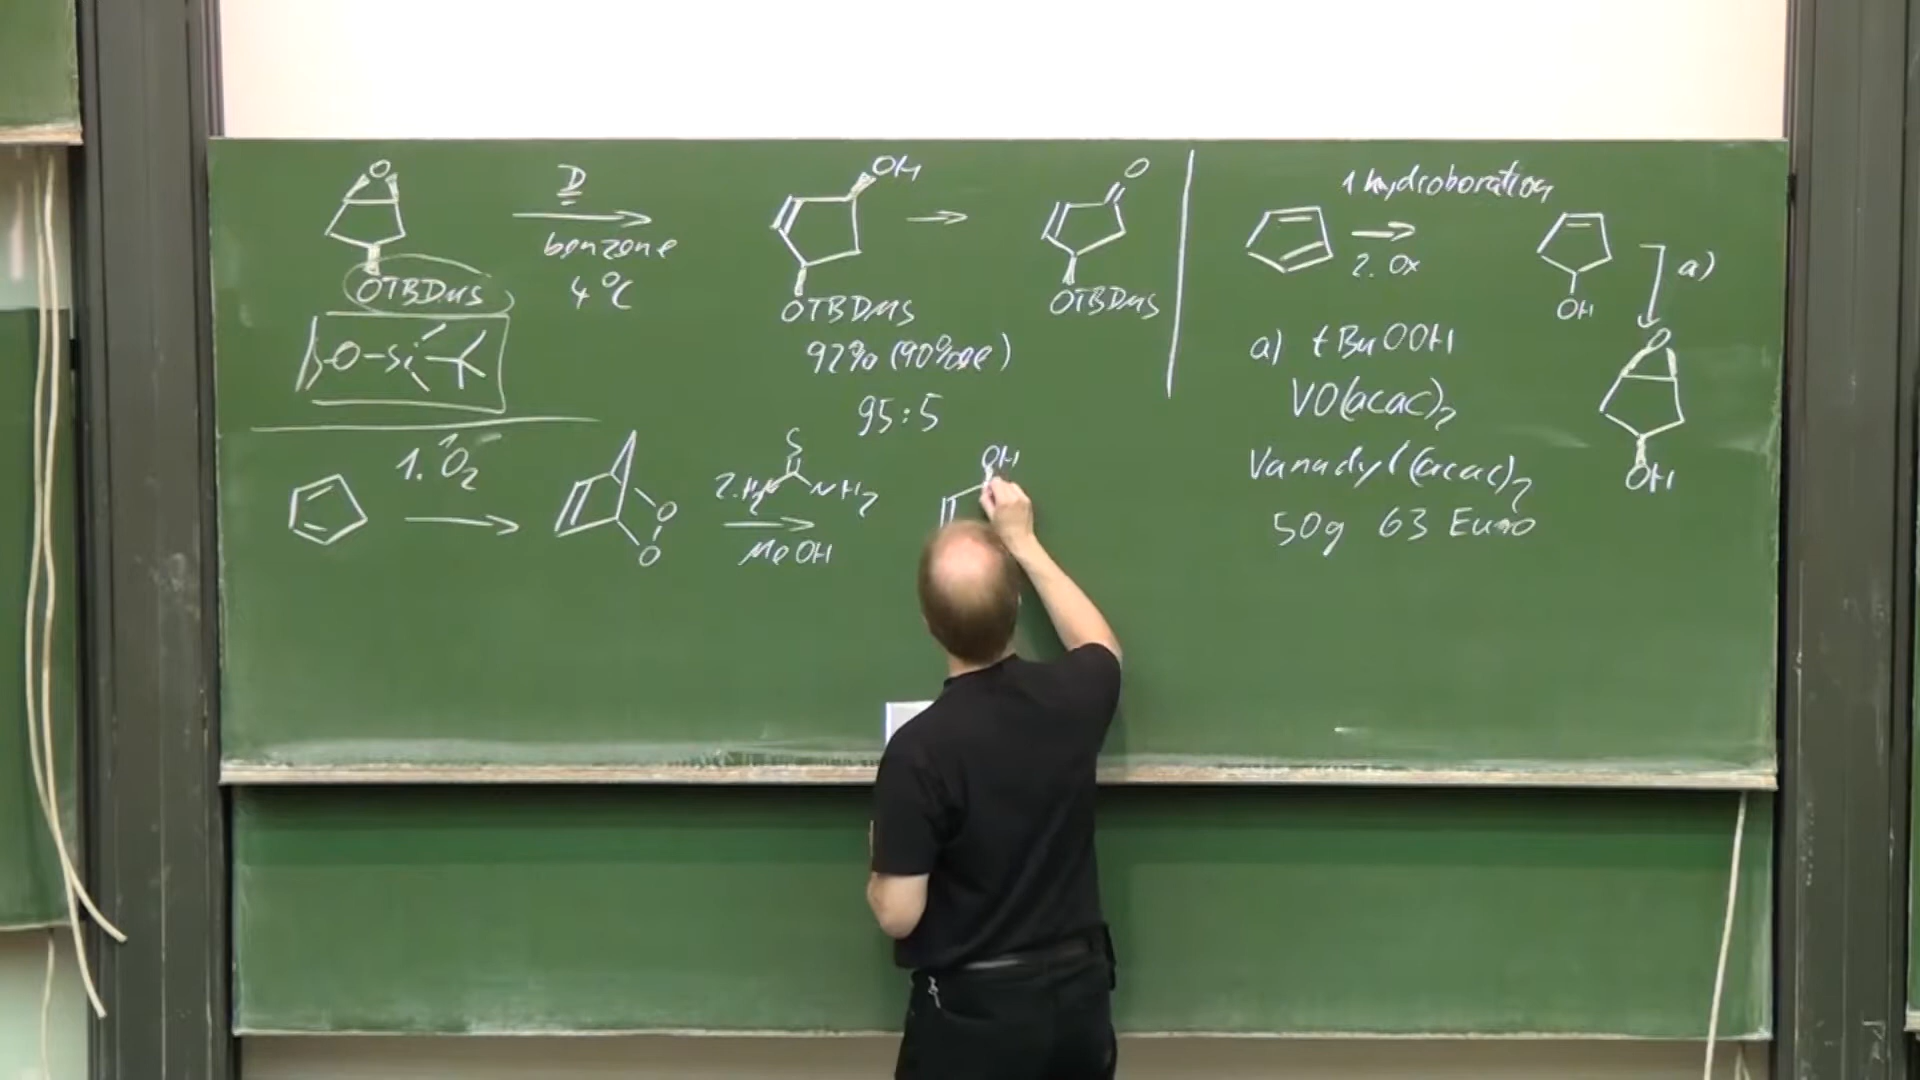 O
OTBDMS
-O-Si
D
benzene
4°C
OH
OTBDMS
92% (90%ee)
95:5
O
OTBDMS
1. ¹O₂
O
O
S
2. H₂N NH₂
MeOH
OH
1 hydroboration
2. Ox
OH
a)
a) tBuOOH
VO(acac)₂
Vanadyl(acac)₂
50g 63 Euro
O
OH